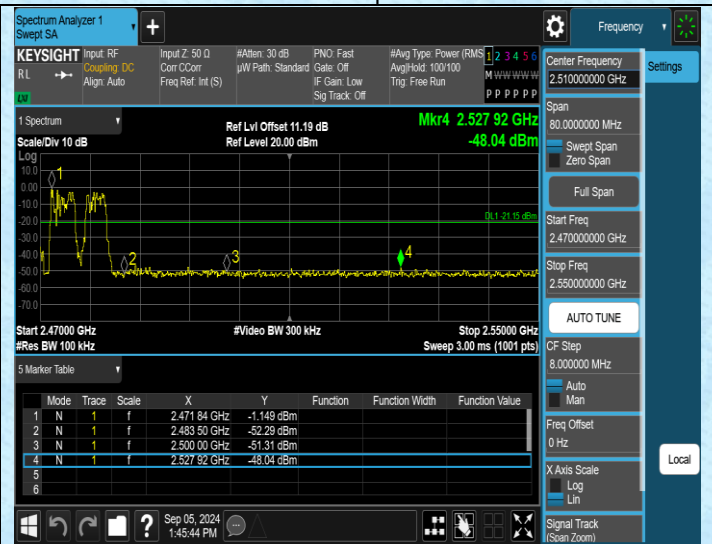 Spectrum Analyzer 1
Swept SA
+
Frequency
KEYSIGHT
Input: RF
Input Z: 50 Ω
#Atten: 30 dB
PNO: Fast
#Avg Type: Power (RMS
1 2 3 4 5 6
RL
Coupling: DC
Corr CCorr
µW Path: Standard
Gate: Off
Avg|Hold: 100/100
M W W W W W
Align: Auto
Freq Ref: Int (S)
IF Gain: Low
Trig: Free Run
Sig Track: Off
P P P P P P
LXI
1 Spectrum
Ref Lvl Offset 11.19 dB
Mkr4 2.527 92 GHz
Scale/Div 10 dB
Ref Level 20.00 dBm
-48.04 dBm
Log
10.0
0.00
-10.0
-20.0
-30.0
-40.0
-50.0
-60.0
-70.0
1
2
3
4
DL1 -21.15 dBm
Start 2.47000 GHz
#Video BW 300 kHz
Stop 2.55000 GHz
#Res BW 100 kHz
Sweep 3.00 ms (1001 pts)
5 Marker Table
Mode Trace Scale X Y Function Function Width Function Value
1 N 1 f 2.471 84 GHz -1.149 dBm
2 N 1 f 2.483 50 GHz -52.29 dBm
3 N 1 f 2.500 00 GHz -51.31 dBm
4 N 1 f 2.527 92 GHz -48.04 dBm
5
6
Sep 05, 2024
1:45:44 PM
?
Center Frequency
2.510000000 GHz
Settings
Span
80.0000000 MHz
Swept Span
Zero Span
Full Span
Start Freq
2.470000000 GHz
Stop Freq
2.550000000 GHz
AUTO TUNE
CF Step
8.000000 MHz
Auto
Man
Freq Offset
0 Hz
Local
X Axis Scale
Log
Lin
Signal Track
(Span Zoom)